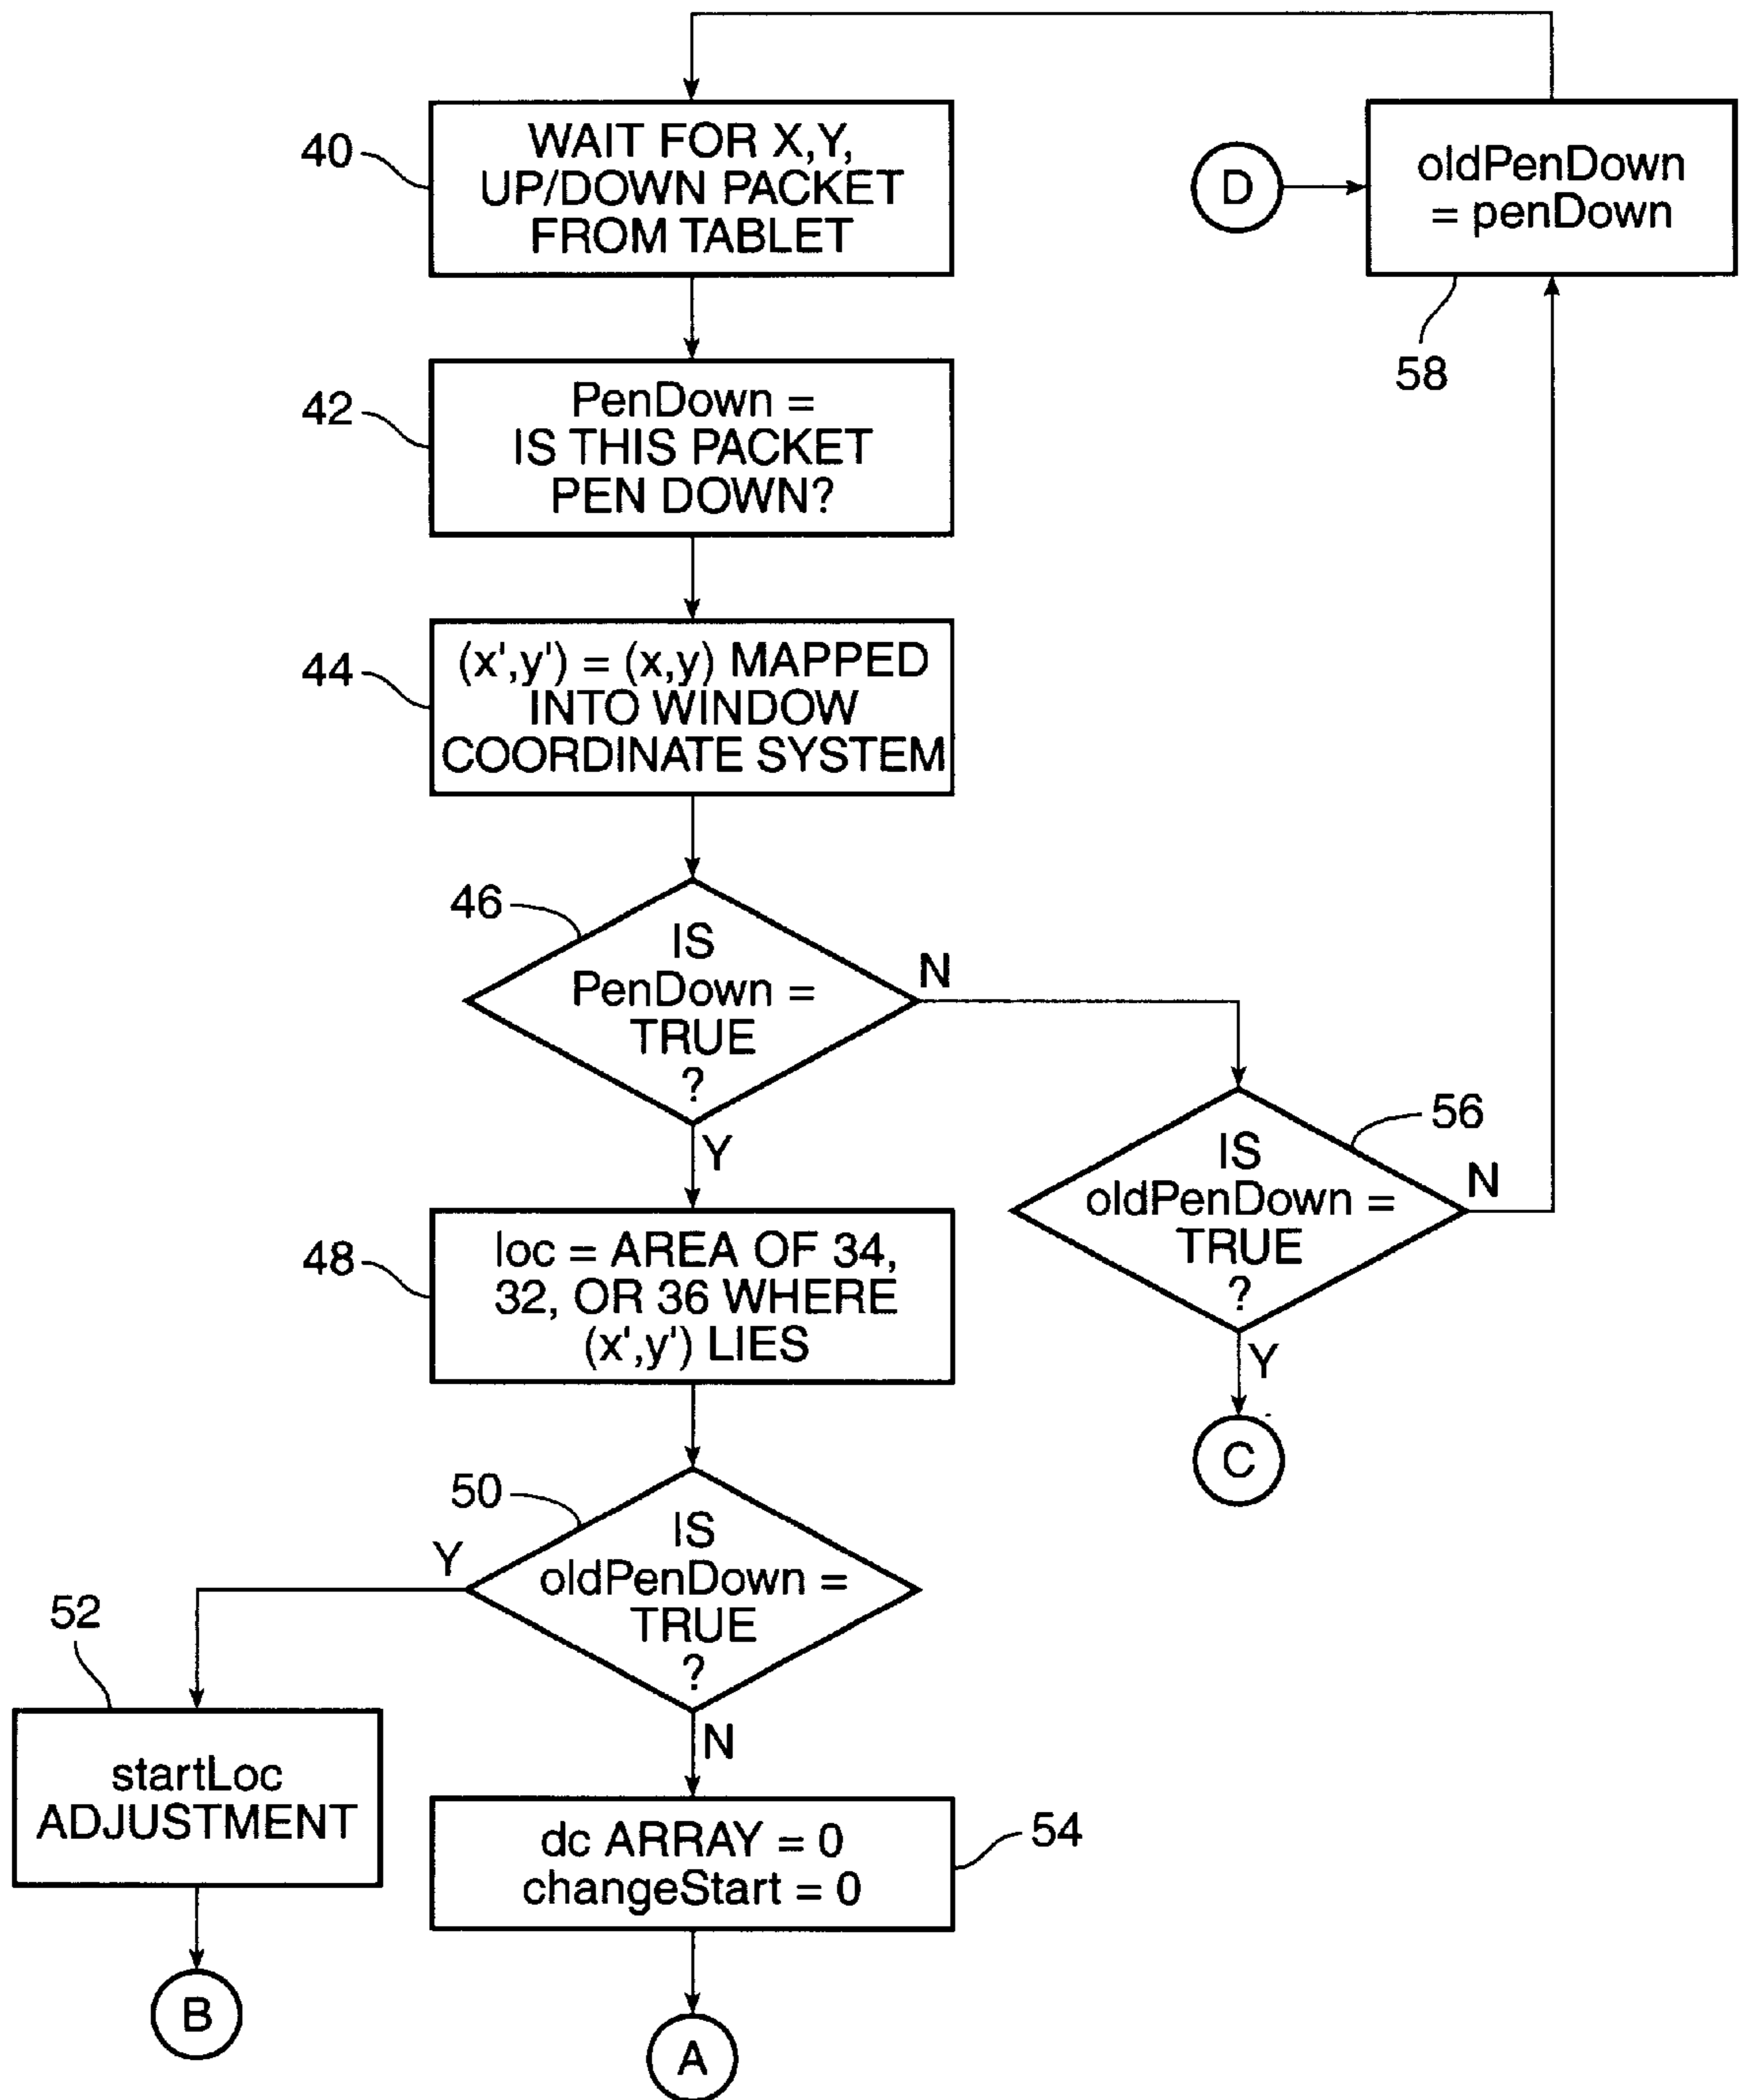 40
WAIT FOR X,Y,
UP/DOWN PACKET
FROM TABLET
D
oldPenDown
= penDown
58
42
PenDown =
IS THIS PACKET
PEN DOWN?
44
(x',y') = (x,y) MAPPED
INTO WINDOW
COORDINATE SYSTEM
46
IS
PenDown =
TRUE
?
N
Y
56
IS
oldPenDown =
TRUE
?
N
Y
C
48
loc = AREA OF 34,
32, OR 36 WHERE
(x',y') LIES
50
IS
oldPenDown =
TRUE
?
Y
N
52
startLoc
ADJUSTMENT
B
54
dc ARRAY = 0
changeStart = 0
A